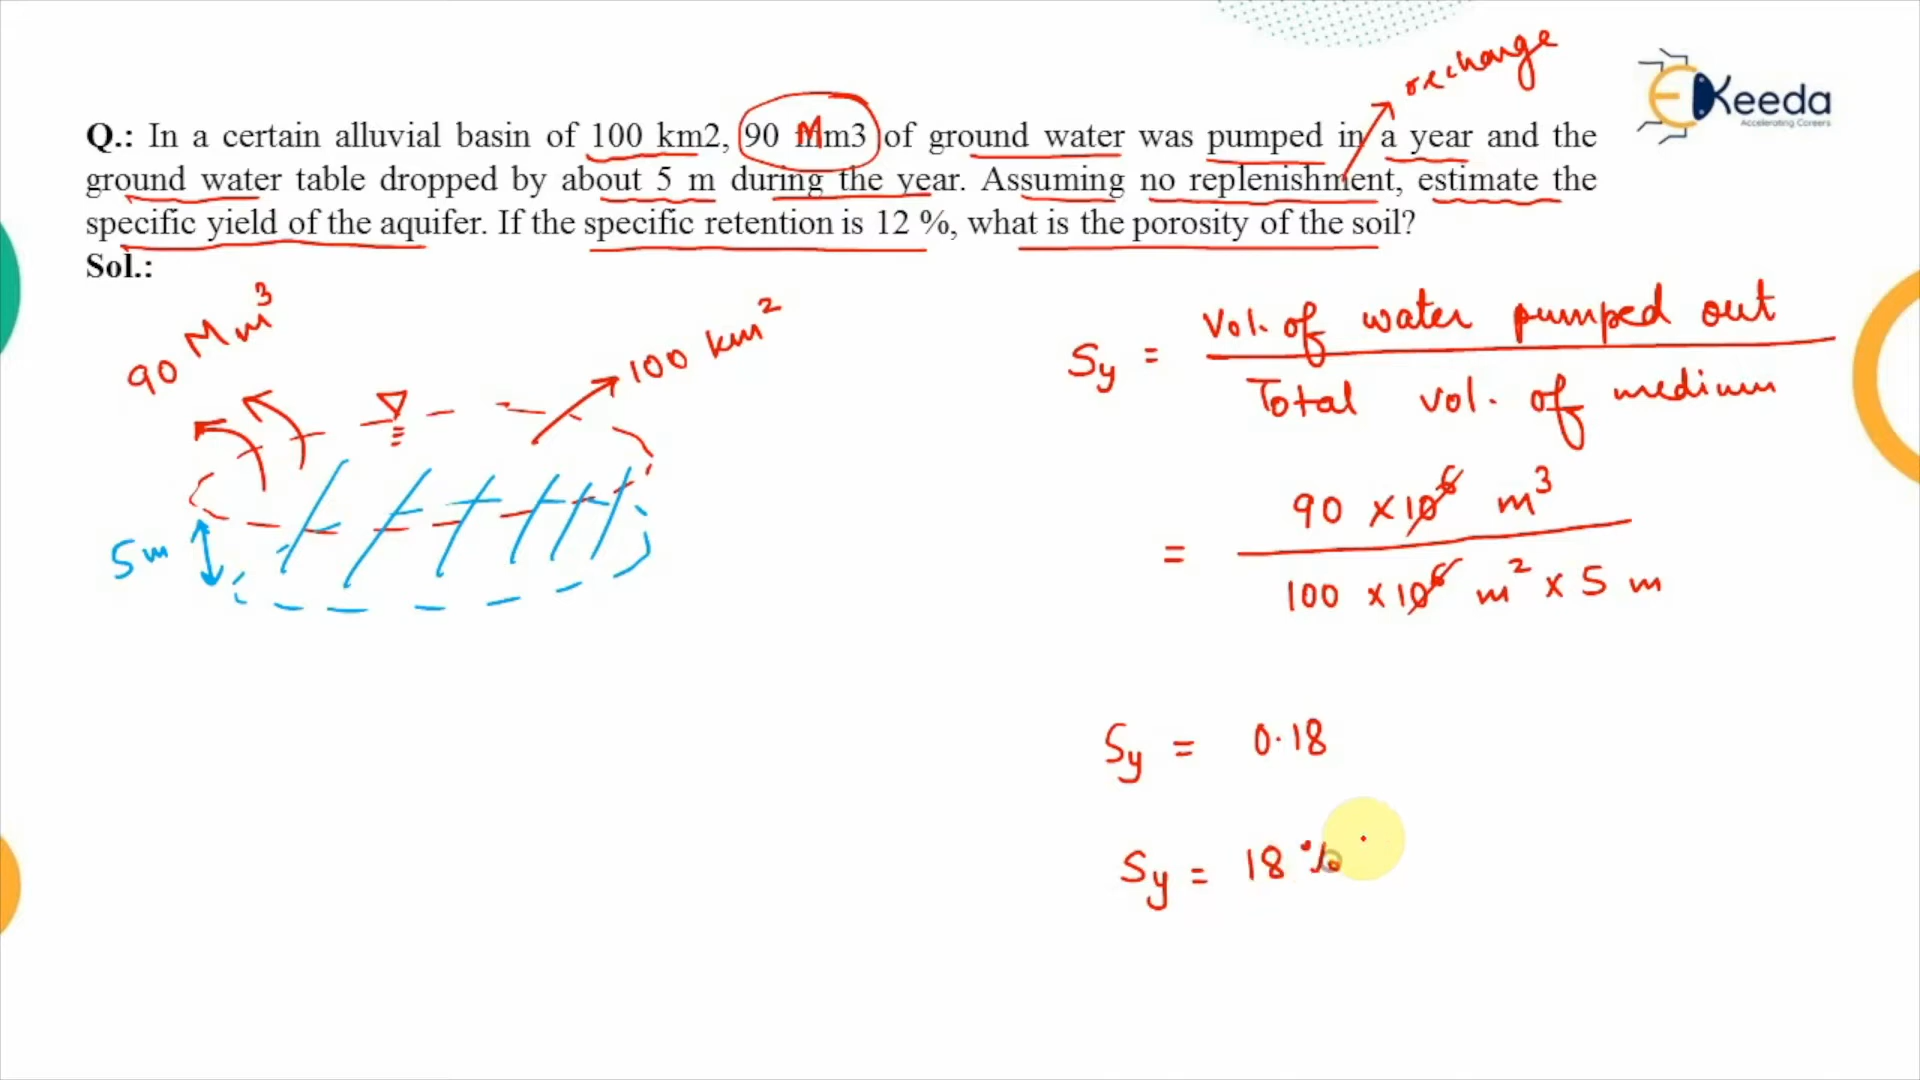 recharge
Keeda
Accelerating Careers
Q.: In a certain alluvial basin of 100 km2, 90 Mm3 of ground water was pumped in a year and the
ground water table dropped by about 5 m during the year. Assuming no replenishment, estimate the
specific yield of the aquifer. If the specific retention is 12 %, what is the porosity of the soil?
Sol.:
90 Mm³
100 km²
5m
Sy = Vol. of water pumped out
Total vol. of medium
= 90 × 10⁶ m³
100 × 10⁶ m² × 5 m
Sy = 0.18
Sy = 18 %